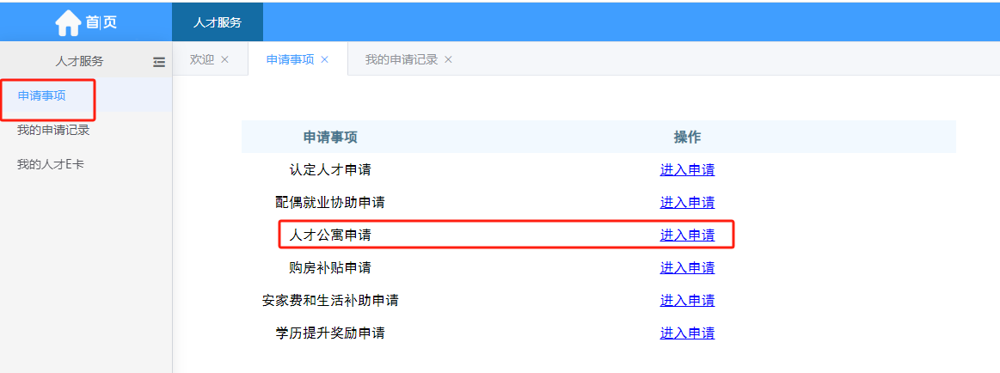 首页 人才服务
人才服务
欢迎 × 申请事项 × 我的申请记录 ×
申请事项
我的申请记录
我的人才E卡
申请事项 操作
认定人才申请 进入申请
配偶就业协助申请 进入申请
人才公寓申请 进入申请
购房补贴申请 进入申请
安家费和生活补助申请 进入申请
学历提升奖励申请 进入申请